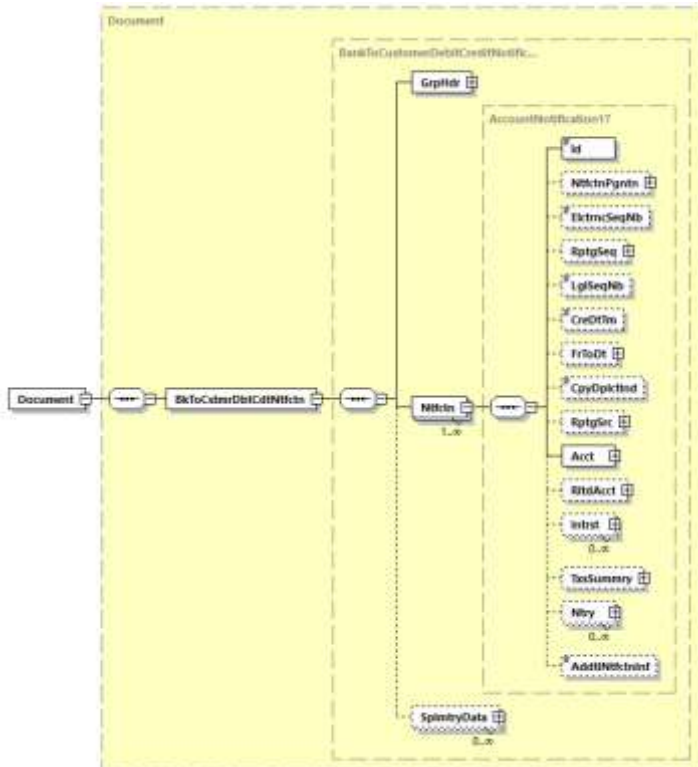 Document
BankToCustomerDebitCreditNotific...
GrpHdr
AccountNotification17
Id
NtfctnPgntn
ElctrncSeqNb
RptgSeq
LglSeqNb
CreDtTm
FrToDt
CpyDplctInd
Document
BkToCstmrDbtCdtNtfctn
Ntfctn
1..∞
RptgSrc
Acct
RltdAcct
Intrst
0..∞
TxsSummry
Ntry
0..∞
AddtlNtfctnInf
SplmtryData
0..∞